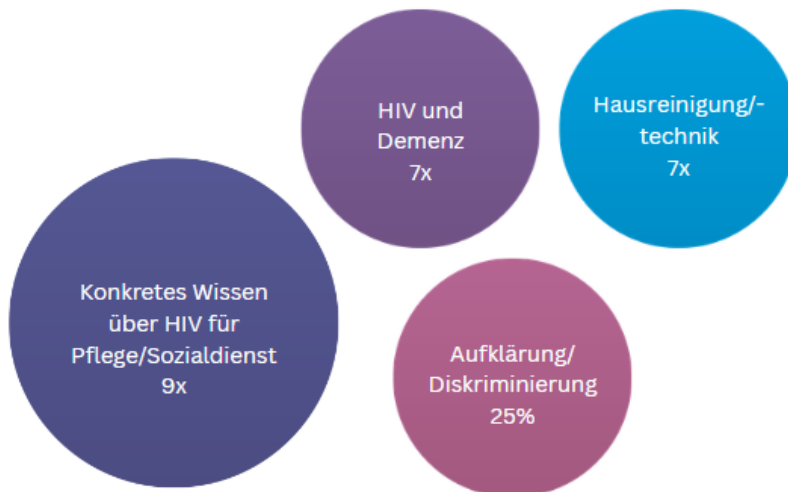 HIV und
Demenz
7x
Hausreinigung/-
technik
7x
Konkretes Wissen
über HIV für
Pflege/Sozialdienst
9x
Aufklärung/
Diskriminierung
25%